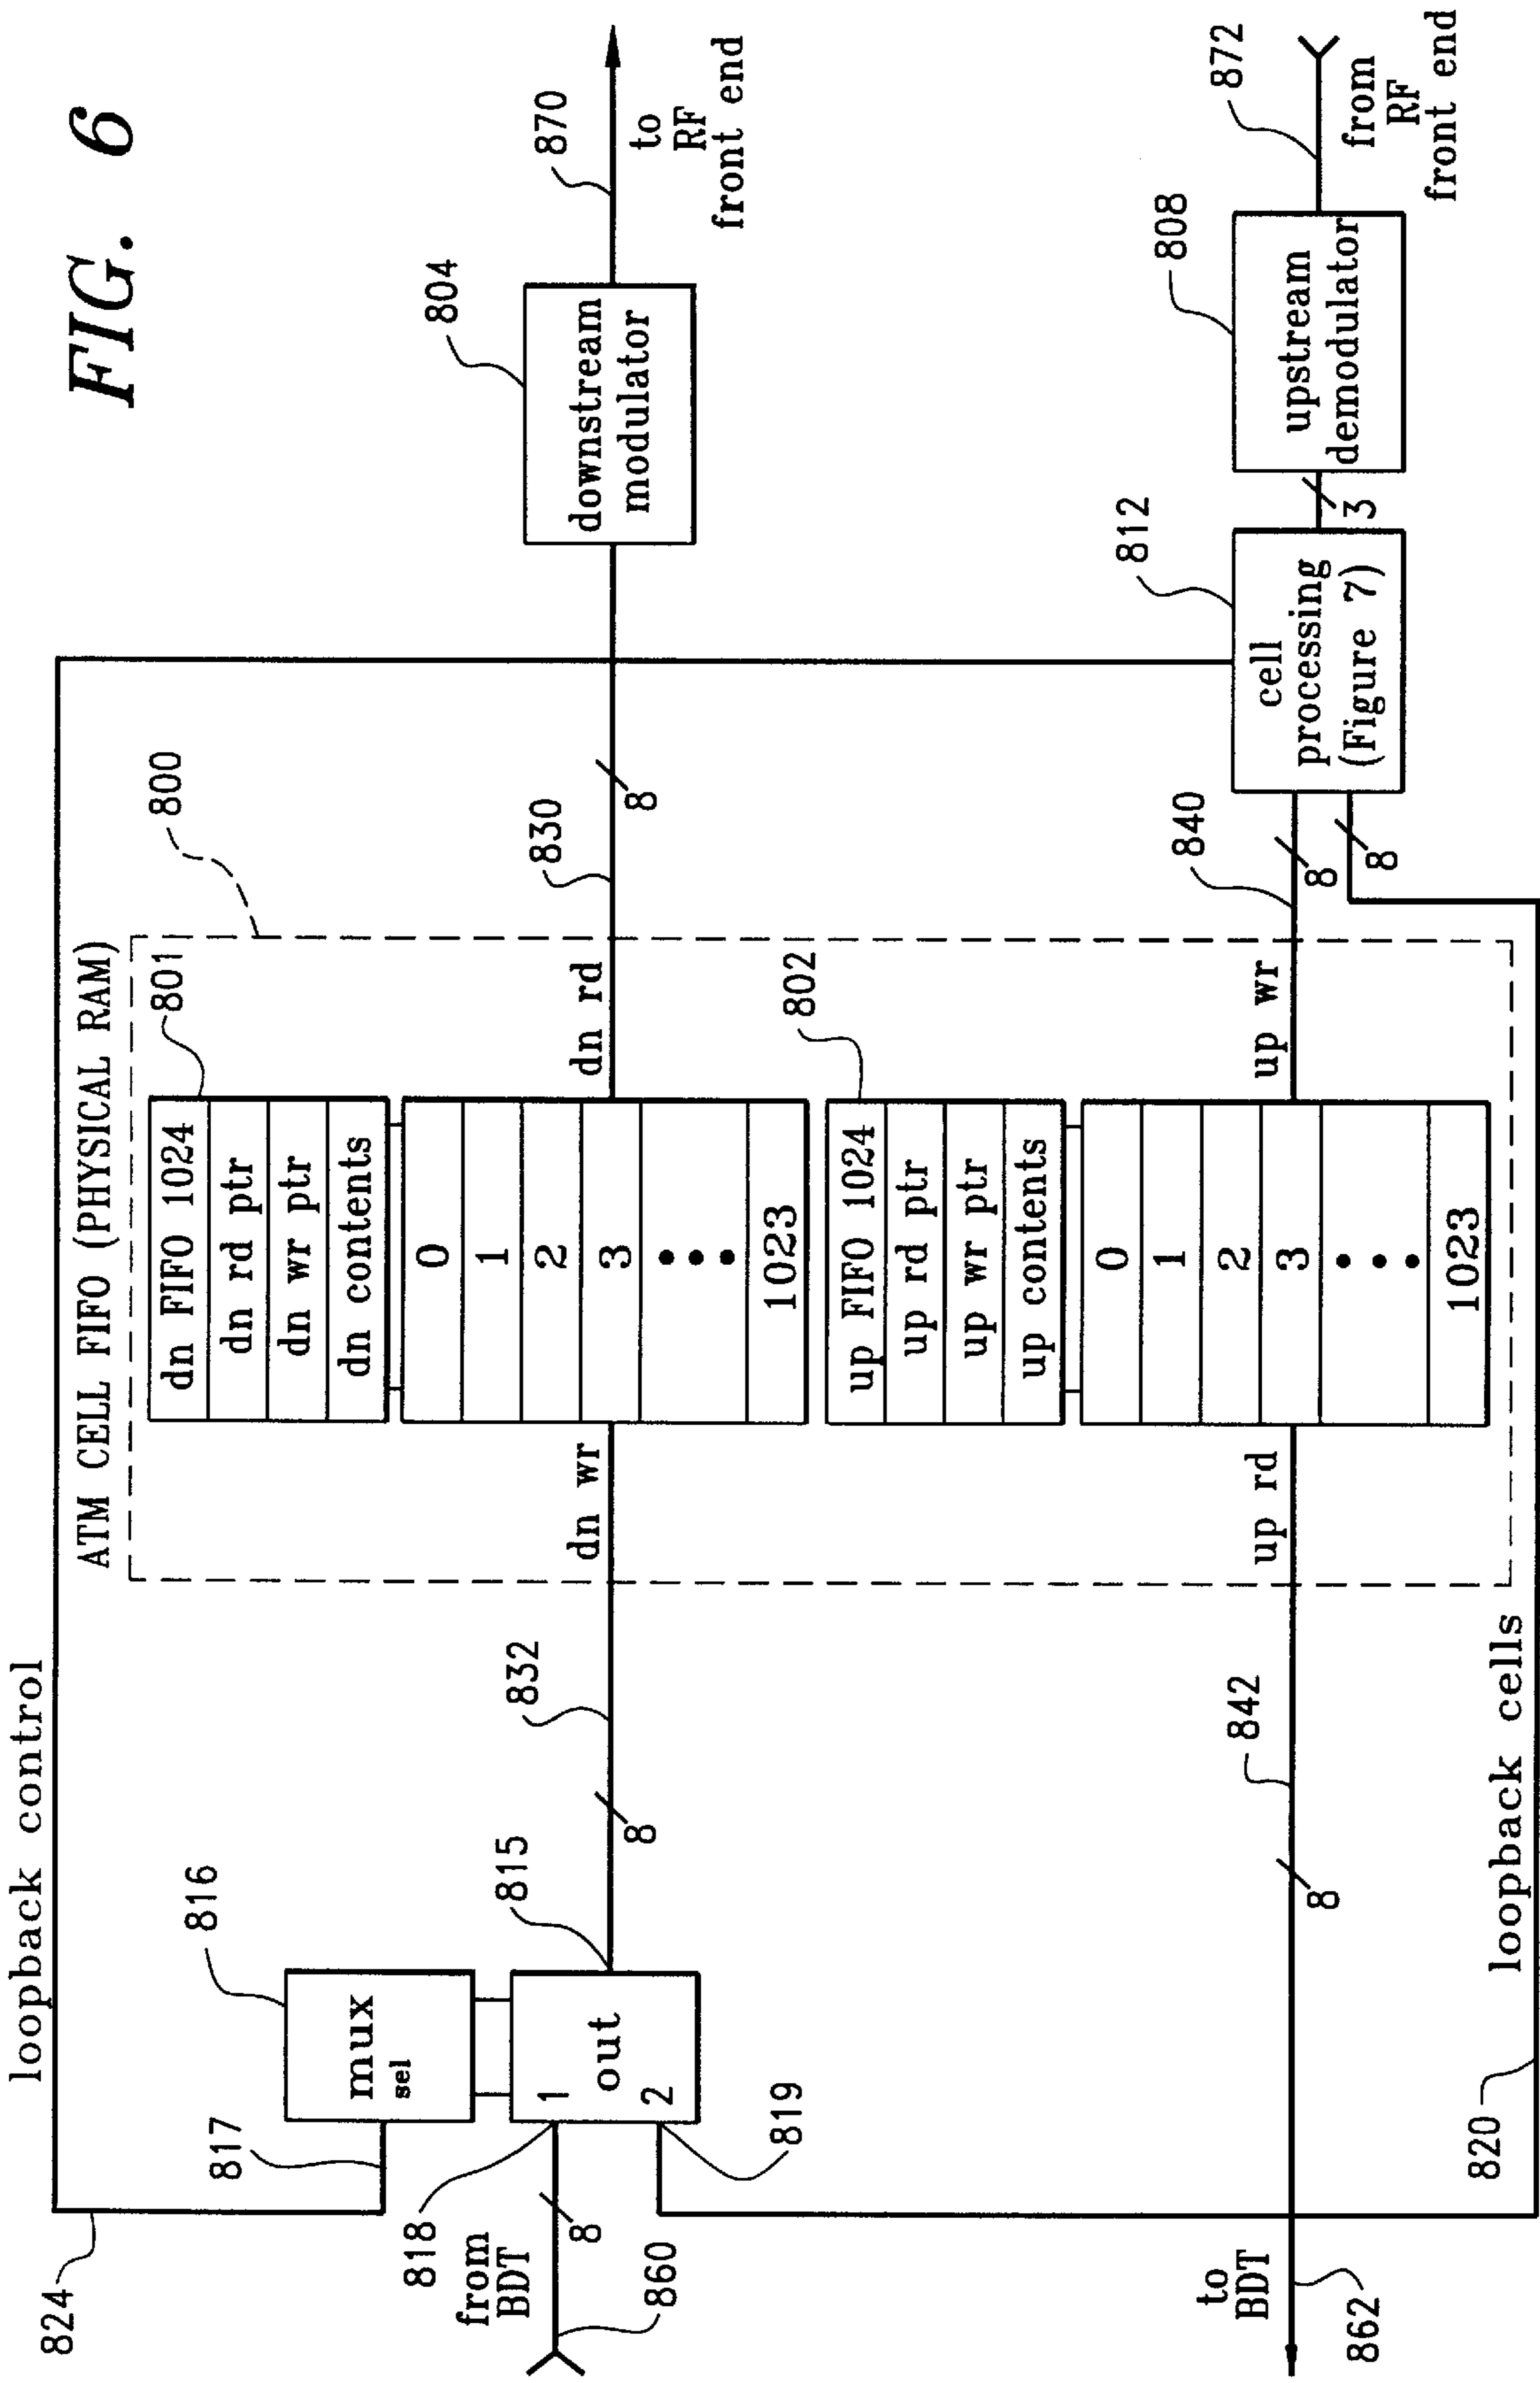 FIG. 6
loopback control
824
817
816
mux
sel
818
from
BDT
8
860
1
out
2
815
819
832
8
ATM CELL FIFO (PHYSICAL RAM)
800
801
dn FIFO 1024
dn rd ptr
dn wr ptr
dn contents
0
1
2
3
1023
dn wr
dn rd
830
8
804
downstream
modulator
870
to
RF
front end
802
up FIFO 1024
up rd ptr
up wr ptr
up contents
0
1
2
3
1023
up rd
up wr
to
BDT
862
842
8
840
8
8
812
cell
processing
(Figure 7)
3
808
upstream
demodulator
872
from
RF
front end
820
loopback cells